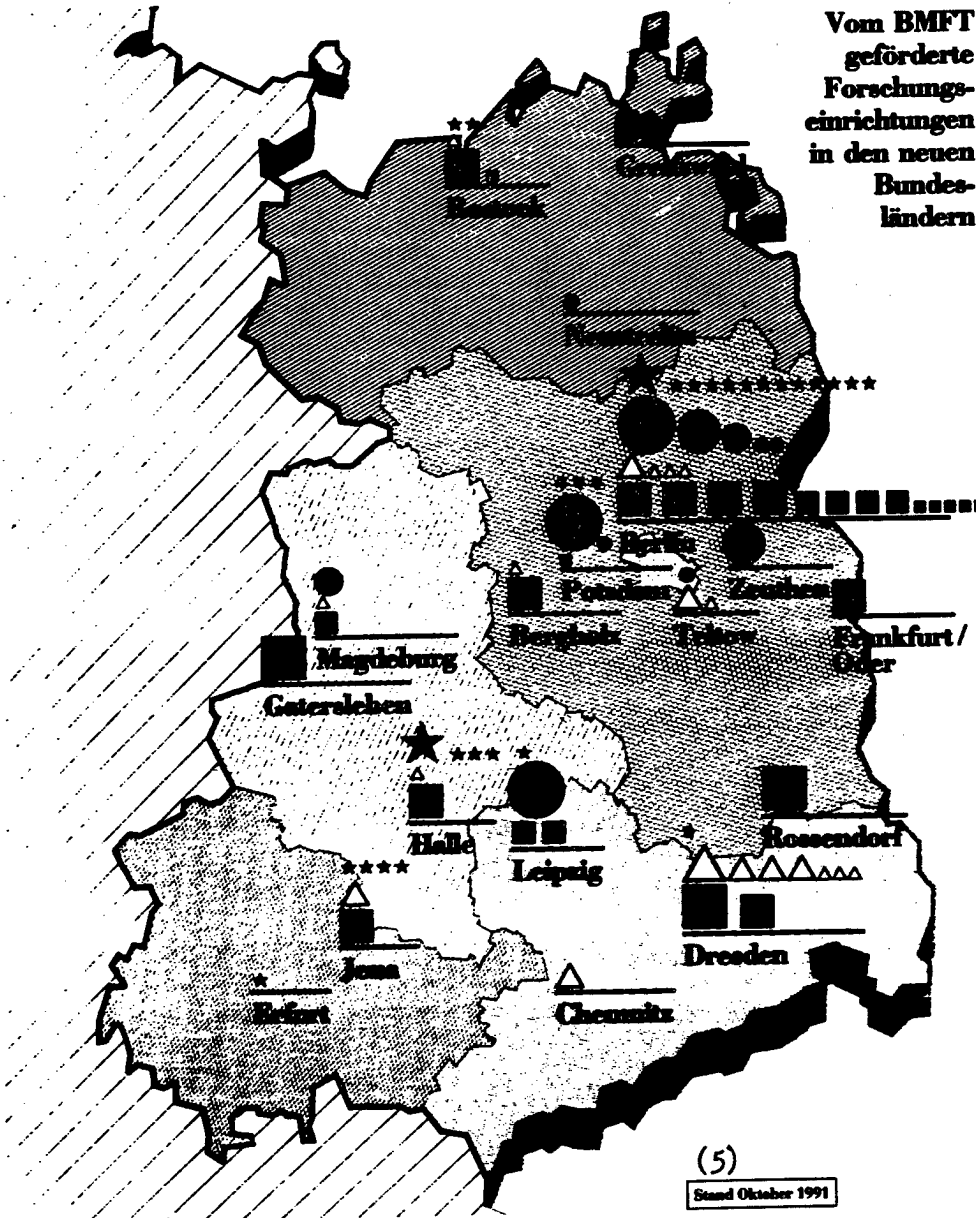 Vom BMFT
geförderte
Forschungs-
einrichtungen
in den neuen
Bundes-
ländern
Rostock
Neustrelitz
Berlin
Potsdam
Zeuthen
Bergholz
Teltow
Frankfurt/
Oder
Magdeburg
Gatersleben
Halle
Leipzig
Rossendorf
Dresden
Jena
Erfurt
Chemnitz
(5)
Stand Oktober 1991